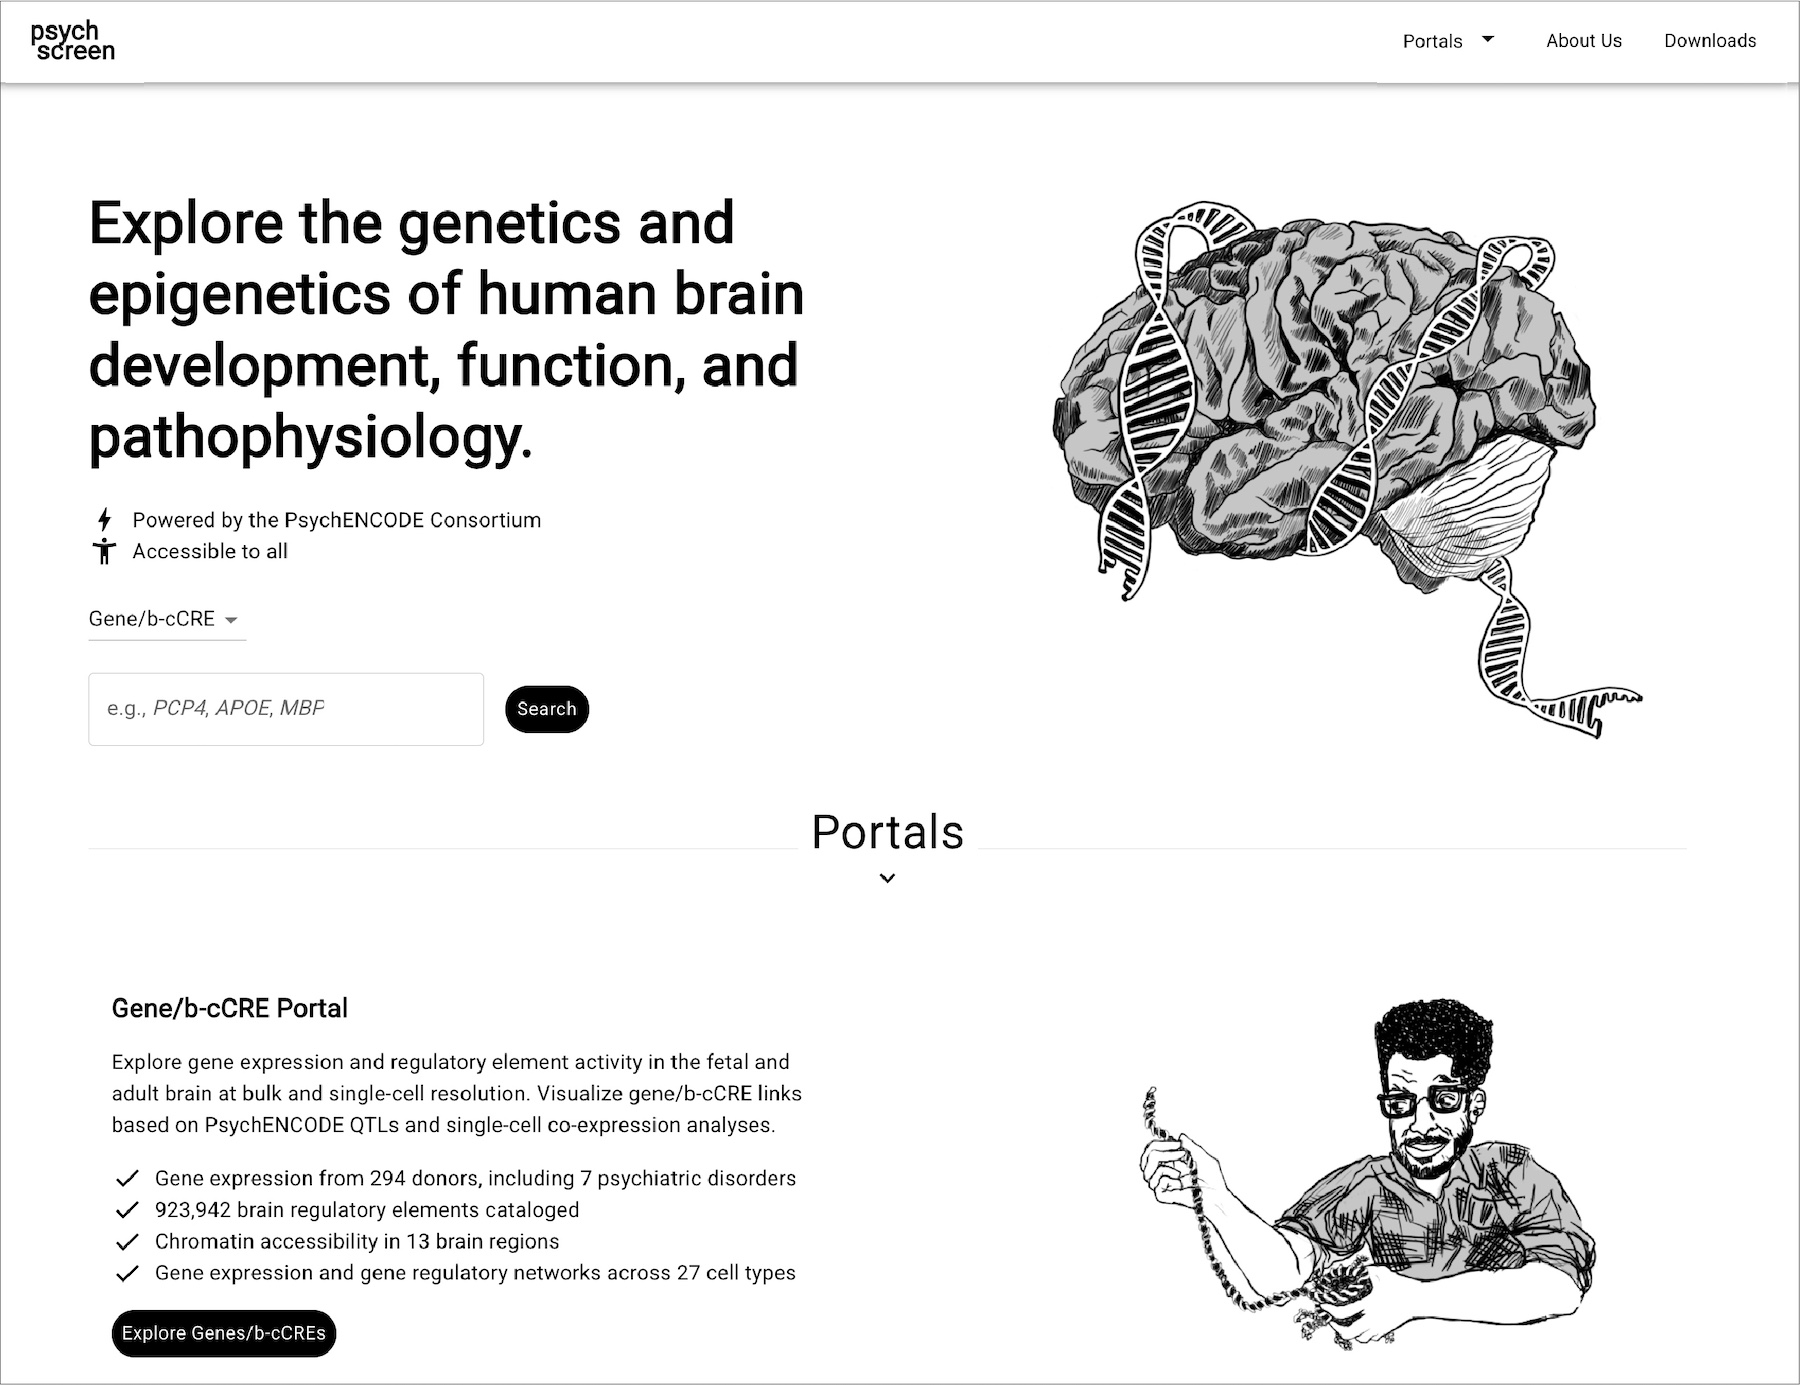 psych
screen
Portals
About Us
Downloads
Explore the genetics and
epigenetics of human brain
development, function, and
pathophysiology.
Powered by the PsychENCODE Consortium
Accessible to all
Gene/b-cCRE
e.g., PCP4, APOE, MBP
Search
Portals
Gene/b-cCRE Portal
Explore gene expression and regulatory element activity in the fetal and
adult brain at bulk and single-cell resolution. Visualize gene/b-cCRE links
based on PsychENCODE QTLs and single-cell co-expression analyses.
Gene expression from 294 donors, including 7 psychiatric disorders
923,942 brain regulatory elements cataloged
Chromatin accessibility in 13 brain regions
Gene expression and gene regulatory networks across 27 cell types
Explore Genes/b-cCREs